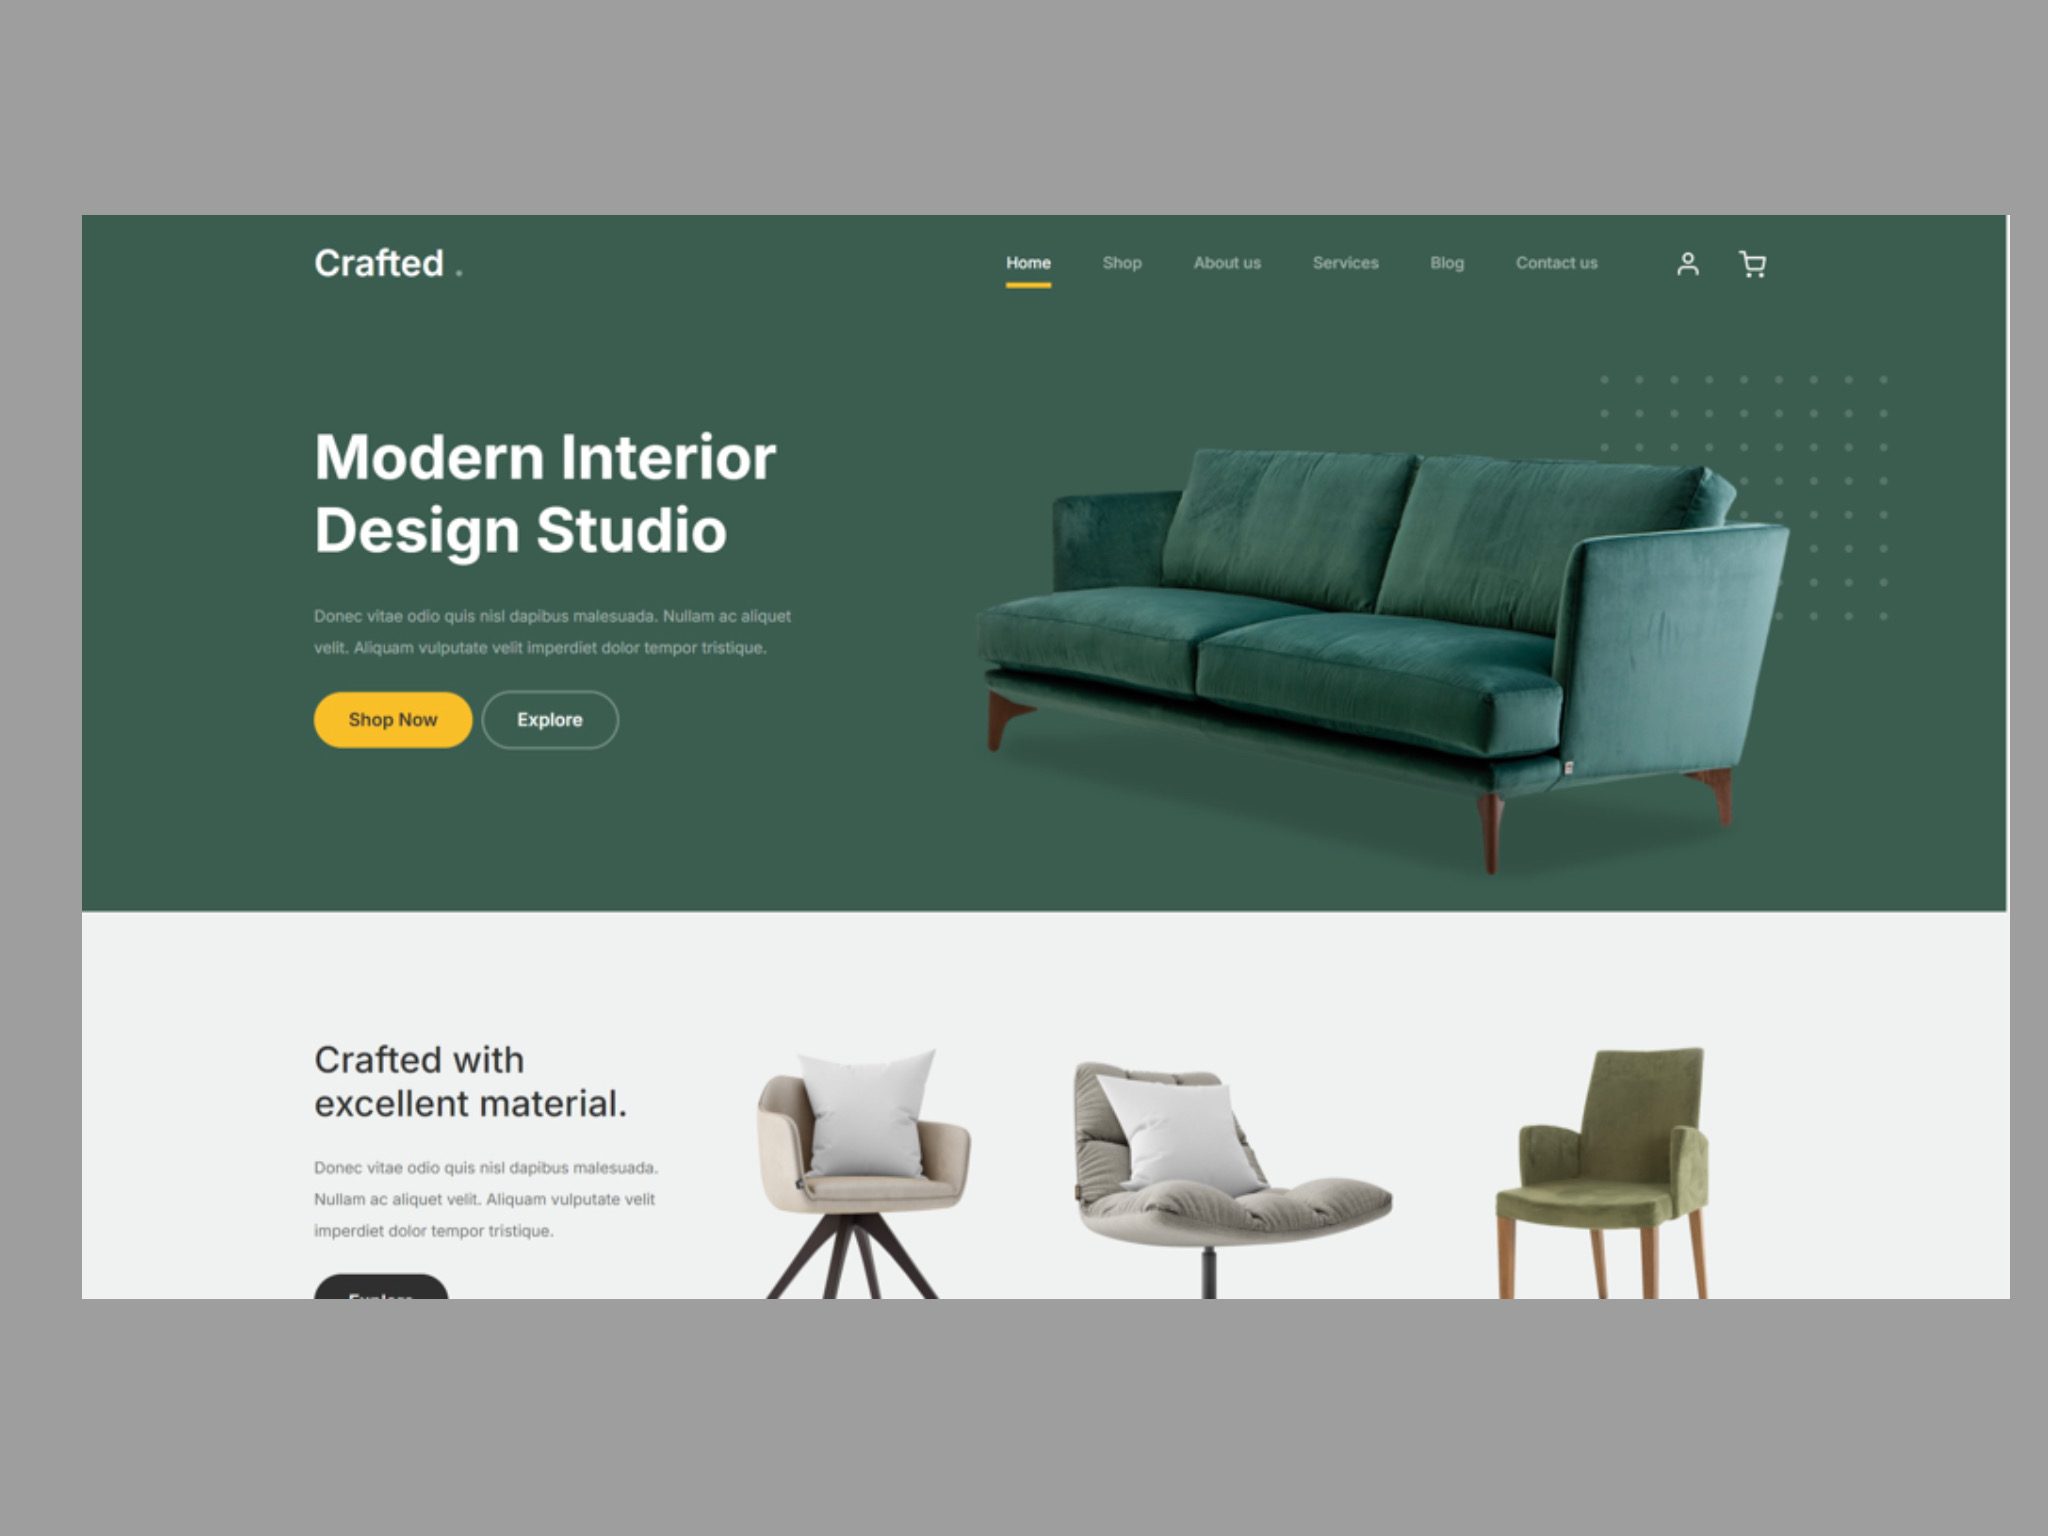 Crafted .
Home Shop About us Services Blog Contact us
Modern Interior
Design Studio
Donec vitae odio quis nisl dapibus malesuada. Nullam ac aliquet
velit. Aliquam vulputate velit imperdiet dolor tempor tristique.
Shop Now Explore
Crafted with
excellent material.
Donec vitae odio quis nisl dapibus malesuada.
Nullam ac aliquet velit. Aliquam vulputate velit
imperdiet dolor tempor tristique.
Explore